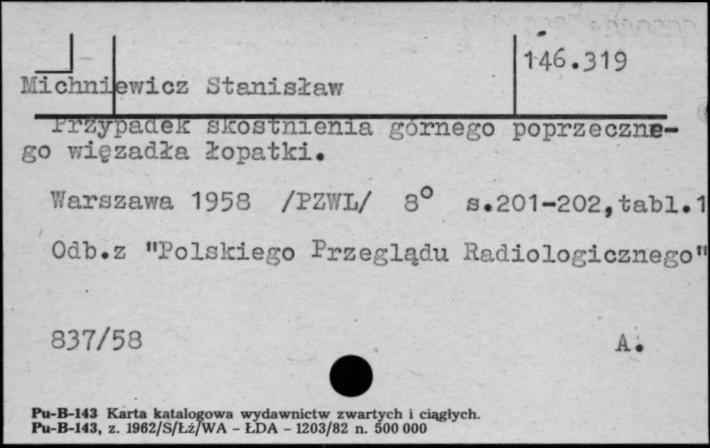 146.319
Michniewicz Stanisław
Przypadek skostnienia górnego poprzeczne-
go więzadła łopatki.
Warszawa 1958 /PZWL/ 8° s.201-202,tabl.1
Odb.z "Polskiego Przeglądu Radiologicznego"
837/58 A.
Pu-B-143 Karta katalogowa wydawnictw zwartych i ciągłych.
Pu-B-143, z. 1962/S/Łź/WA - ŁDA - 1203/82 n. 500 000